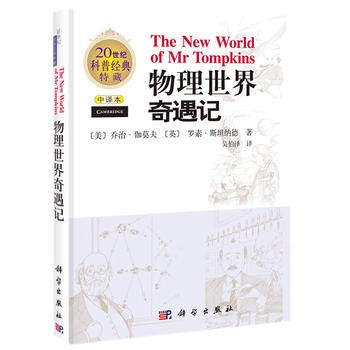 20世纪
科普经典
特藏
中译本
CAMBRIDGE
The New World
of Mr Tompkins
物理世界
奇遇记
〔美〕乔治·伽莫夫 〔英〕罗素·斯坦纳德 著
吴伯泽 译
科学出版社
The New World
of Mr Tompkins
物理世界奇遇记
科学出版社